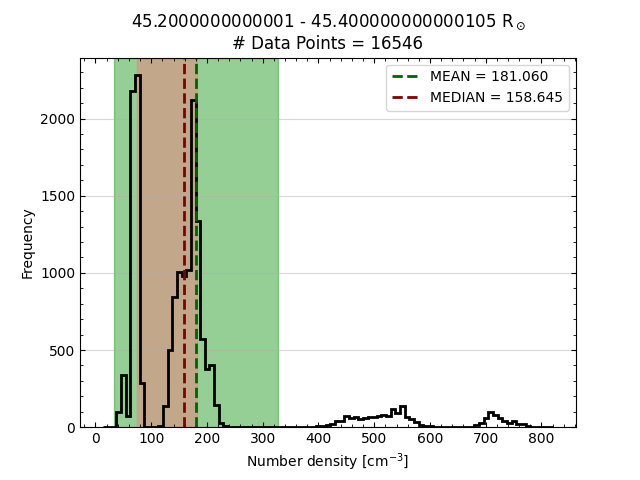 45.2000000000001 - 45.400000000000105 R⊙
# Data Points = 16546
MEAN = 181.060
MEDIAN = 158.645
Frequency
2000
1500
1000
500
0
0 100 200 300 400 500 600 700 800
Number density [cm⁻³]